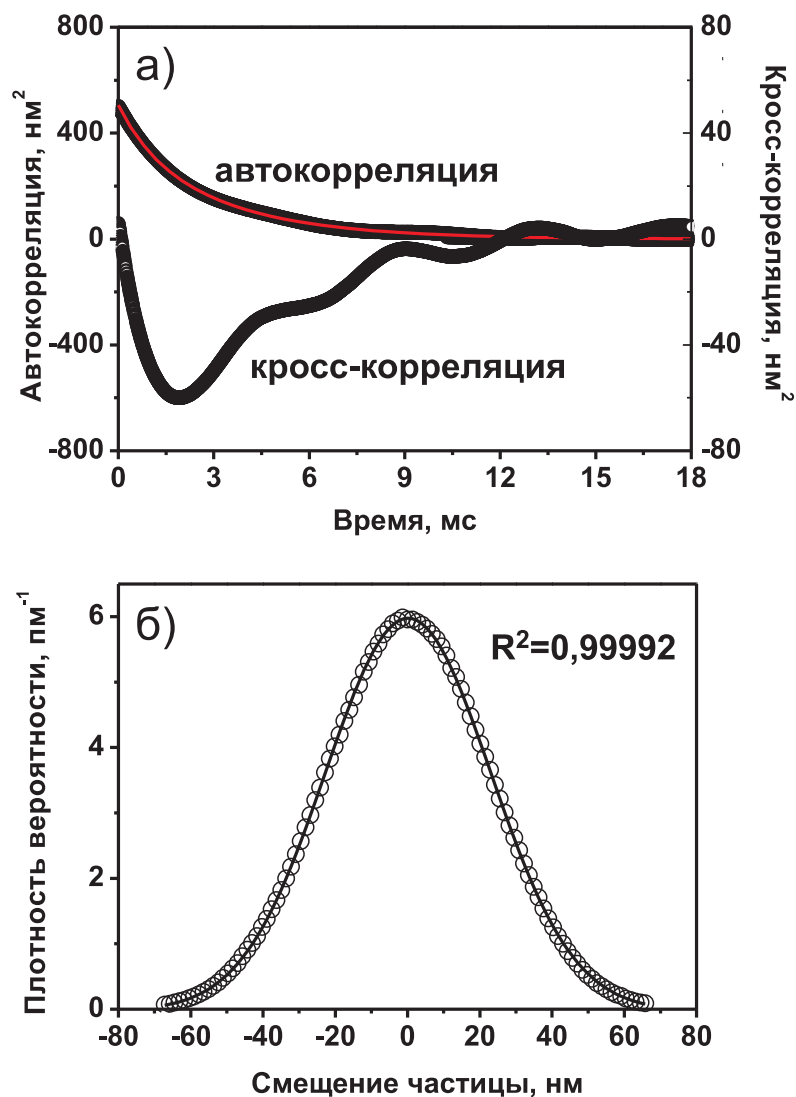 800
80
а)
Автокорреляция, нм²
400
40
Кросс-корреляция, нм²
автокорреляция
0
0
-400
-40
кросс-корреляция
-800
-80
0 3 6 9 12 15 18
Время, мс
б)
R²=0,99992
Плотность вероятности, пм⁻¹
6
4
2
0
-80 -60 -40 -20 0 20 40 60 80
Смещение частицы, нм